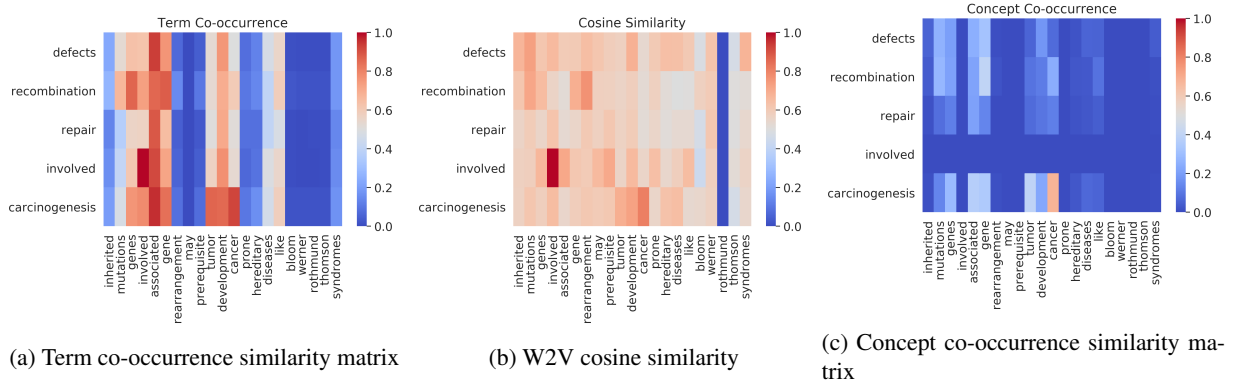 Term Co-occurrence
defects
recombination
repair
involved
carcinogenesis
inherited
mutations
genes
involved
associated
gene
rearrangement
may
prerequisite
tumor
development
cancer
prone
hereditary
diseases
like
bloom
werner
rothmund
thomson
syndromes
1.0
0.8
0.6
0.4
0.2
0.0
(a) Term co-occurrence similarity matrix
Cosine Similarity
defects
recombination
repair
involved
carcinogenesis
inherited
mutations
genes
involved
associated
gene
rearrangement
may
prerequisite
tumor
development
cancer
prone
hereditary
diseases
like
bloom
werner
rothmund
thomson
syndromes
1.0
0.8
0.6
0.4
0.2
0.0
(b) W2V cosine similarity
Concept Co-occurrence
defects
recombination
repair
involved
carcinogenesis
inherited
mutations
genes
involved
associated
gene
rearrangement
may
prerequisite
tumor
development
cancer
prone
hereditary
diseases
like
bloom
werner
rothmund
thomson
syndromes
1.0
0.8
0.6
0.4
0.2
0.0
(c) Concept co-occurrence similarity ma-
trix